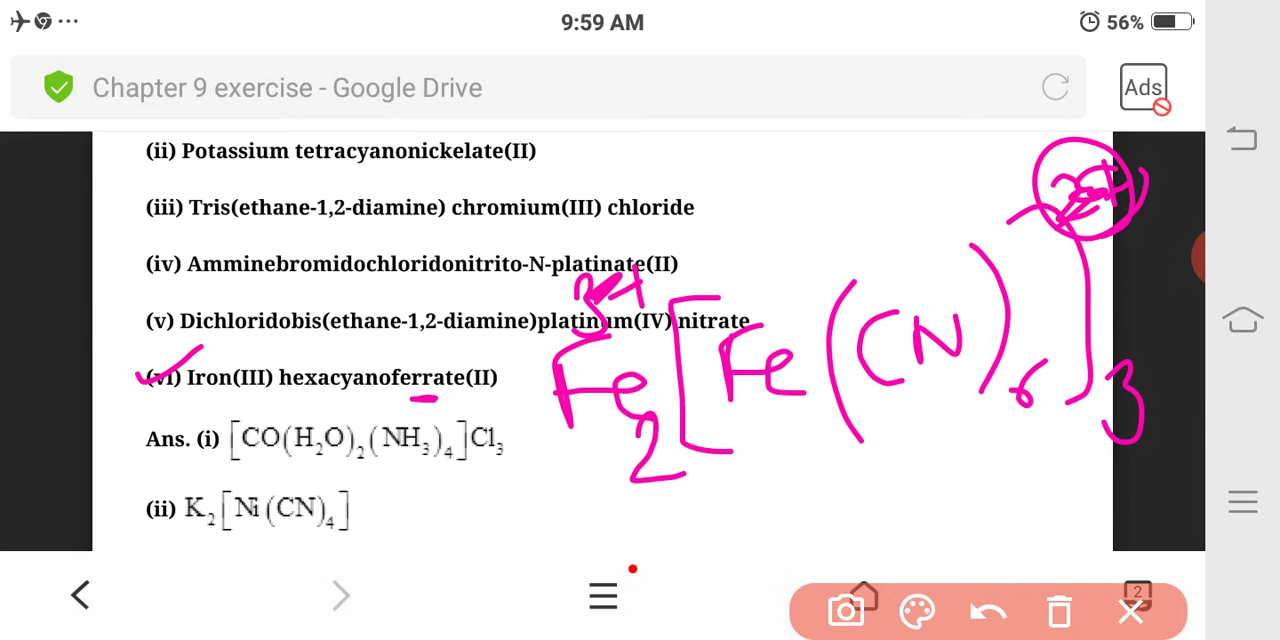 9:59 AM
56%
Chapter 9 exercise - Google Drive
Ads
(ii) Potassium tetracyanonickelate(II)
(iii) Tris(ethane-1,2-diamine) chromium(III) chloride
(iv) Amminebromidochloridonitrito-N-platinate(II)
(v) Dichloridobis(ethane-1,2-diamine)platinum(IV) nitrate
(vi) Iron(III) hexacyanoferrate(II)
3+
Fe2[Fe(CN)6]3
Ans. (i) [CO(H2O)2(NH3)4]Cl3
(ii) K2[Ni(CN)4]
2